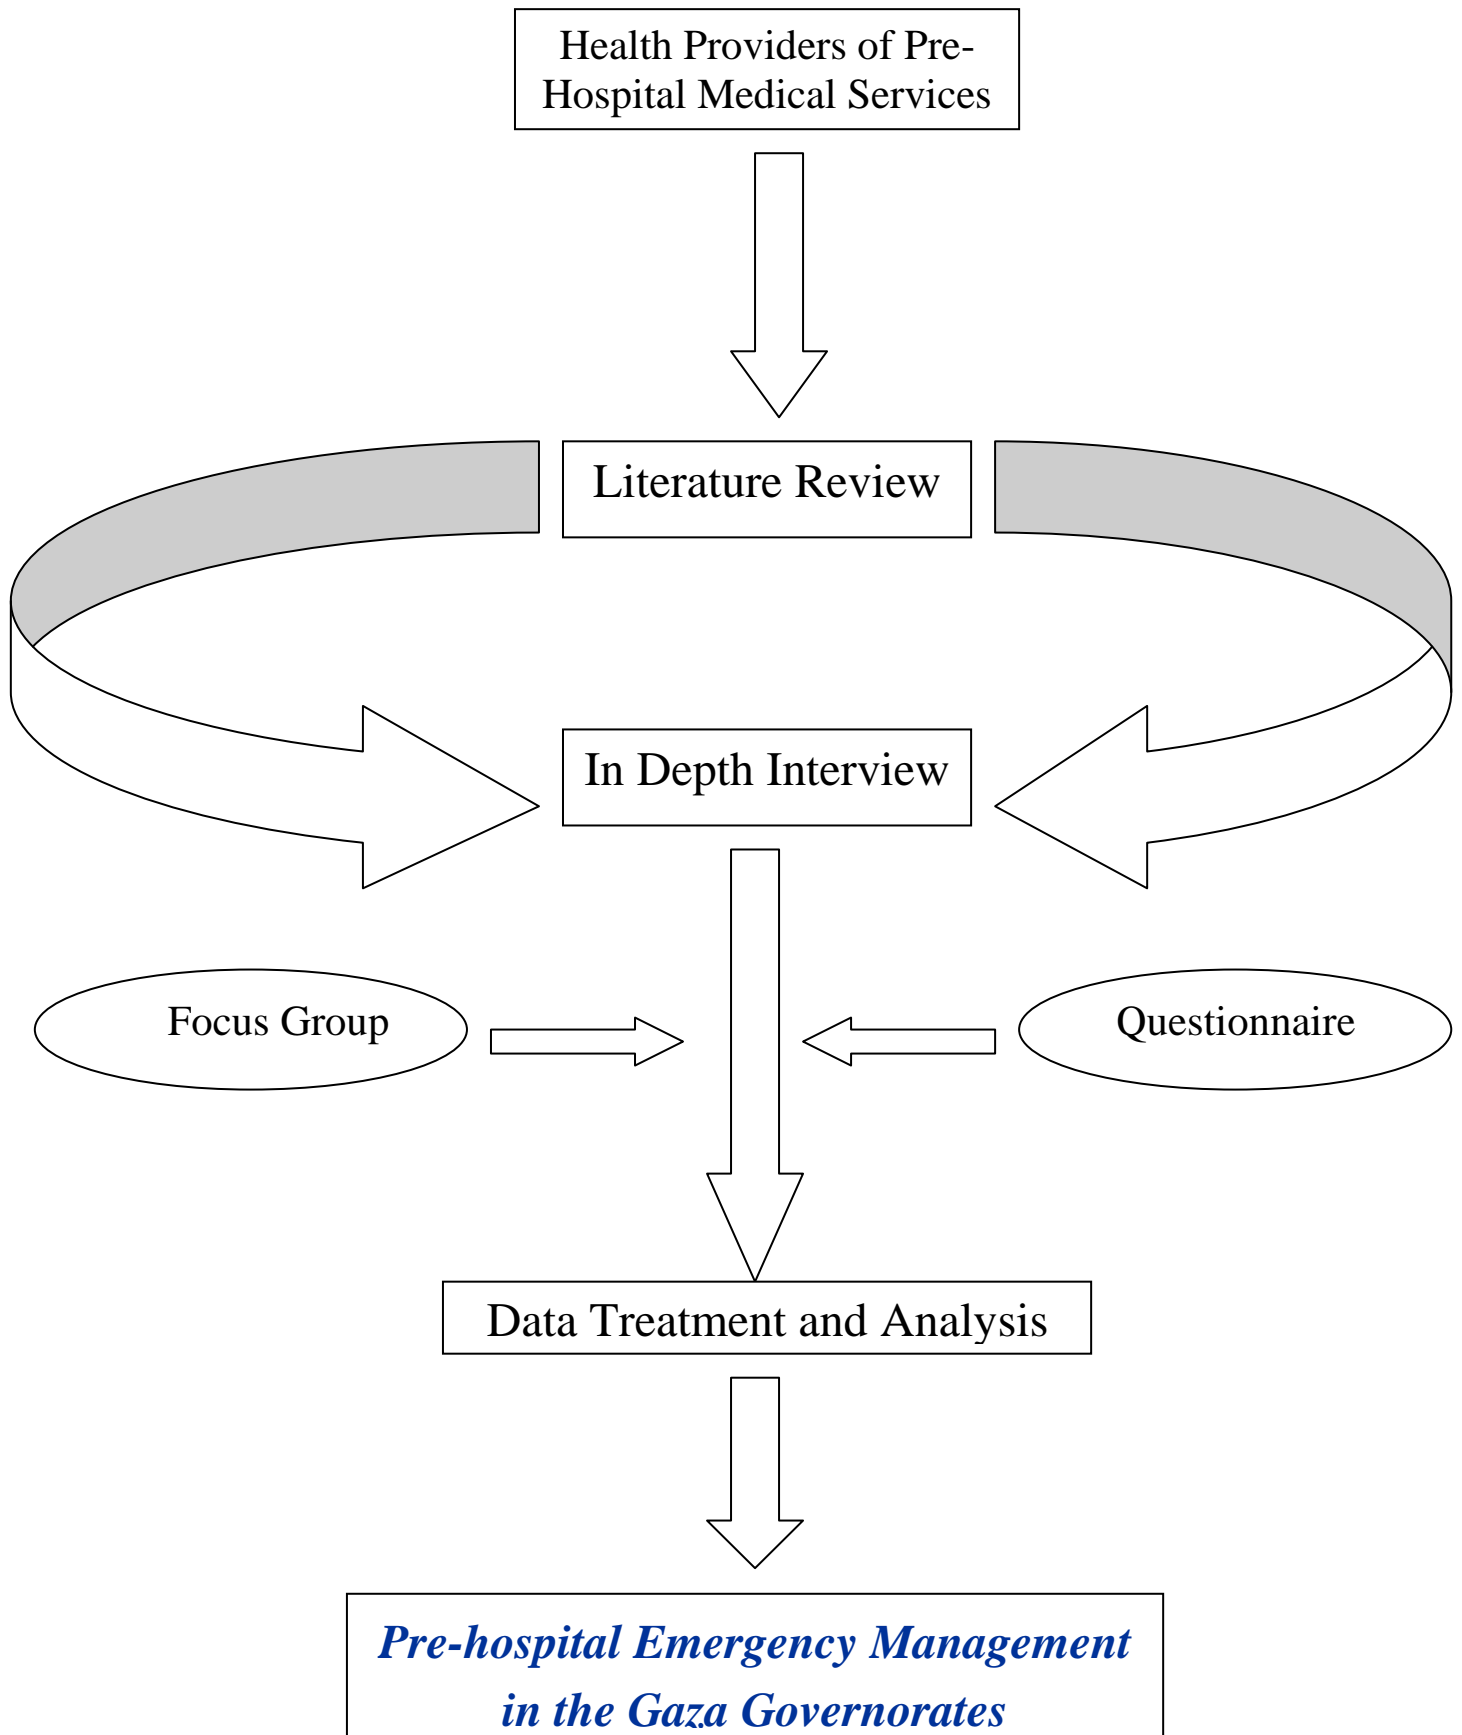 Health Providers of Pre-
Hospital Medical Services
Literature Review
In Depth Interview
Focus Group
Questionnaire
Data Treatment and Analysis
Pre-hospital Emergency Management
in the Gaza Governorates